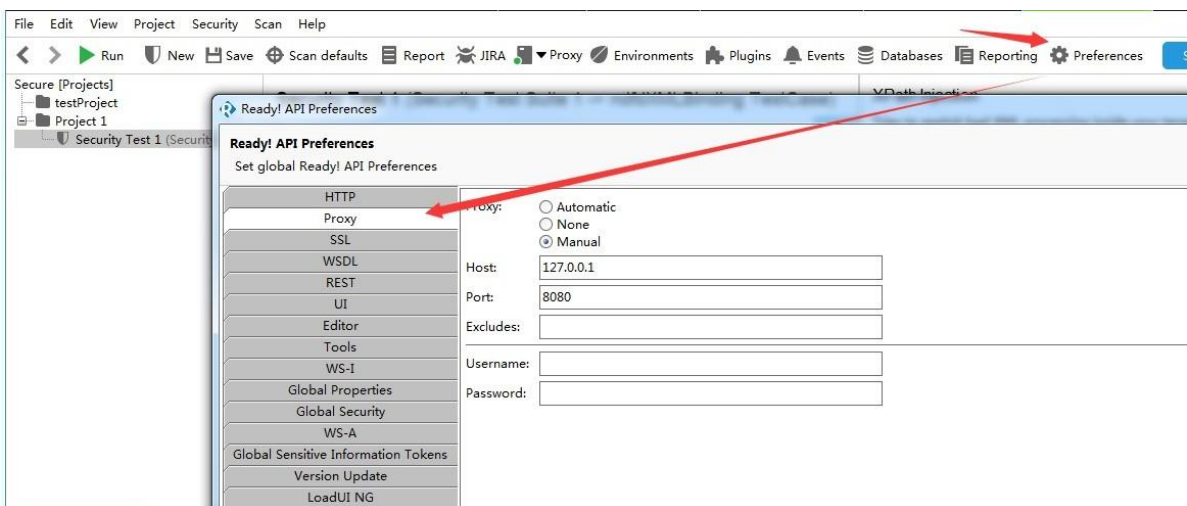 File Edit View Project Security Scan Help
Run New Save Scan defaults Report JIRA Proxy Environments Plugins Events Databases Reporting Preferences
Secure [Projects]
testProject
Project 1
Security Test 1 (Securit
Ready! API Preferences
Ready! API Preferences
Set global Ready! API Preferences
HTTP
Proxy
SSL
WSDL
REST
UI
Editor
Tools
WS-I
Global Properties
Global Security
WS-A
Global Sensitive Information Tokens
Version Update
LoadUI NG
Proxy:
Automatic
None
Manual
Host:
127.0.0.1
Port:
8080
Excludes:
Username:
Password: